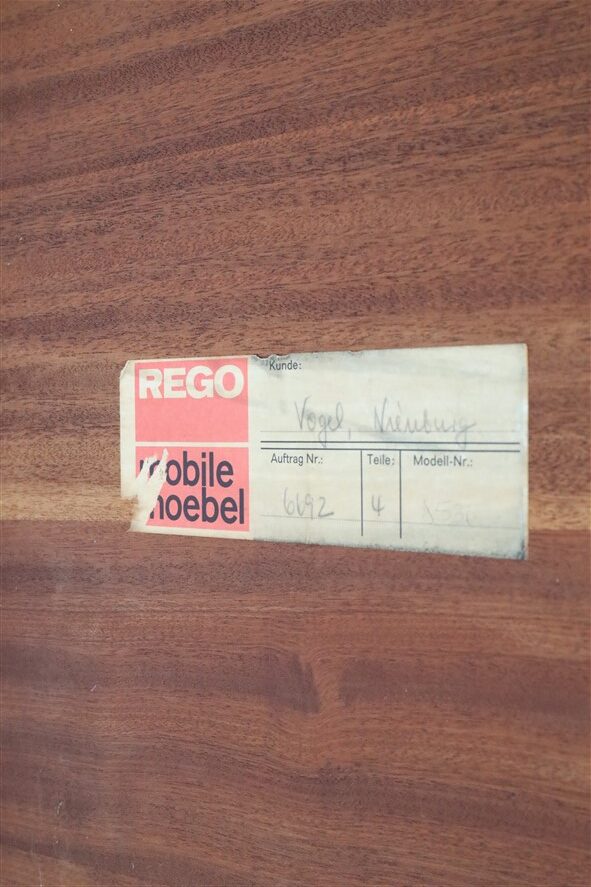 REGO
mobile
moebel
Kunde:
Vogel, Nienburg
Auftrag Nr.: Teile: Modell-Nr.:
6692 4